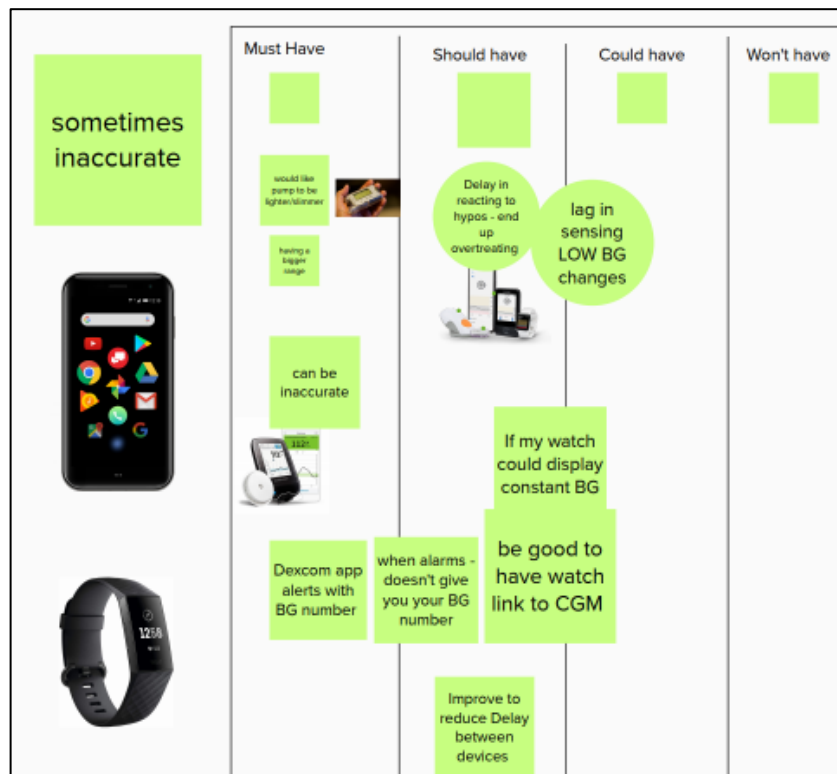 Must Have
Should have
Could have
Won't have
sometimes
inaccurate
would like
pump to be
lighter/slimmer
Delay in
reacting to
hypos - end
up
overtreating
lag in
sensing
LOW BG
changes
having a
bigger
range
can be
inaccurate
If my watch
could display
constant BG
Dexcom app
alerts with
BG number
when alarms -
doesn't give
you your BG
number
be good to
have watch
link to CGM
Improve to
reduce Delay
between
devices